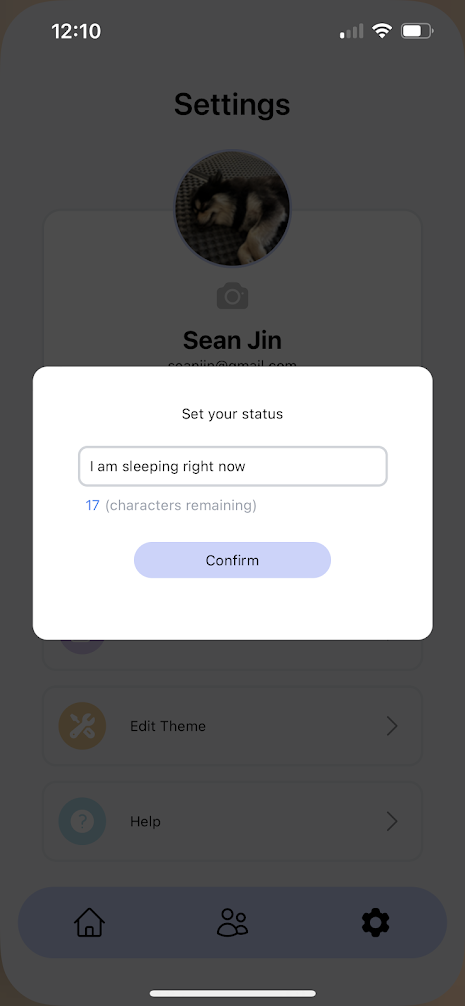 12:10
Settings
Sean Jin
seanjin@gmail.com
Set your status
I am sleeping right now
17 (characters remaining)
Confirm
Edit Theme
?
Help